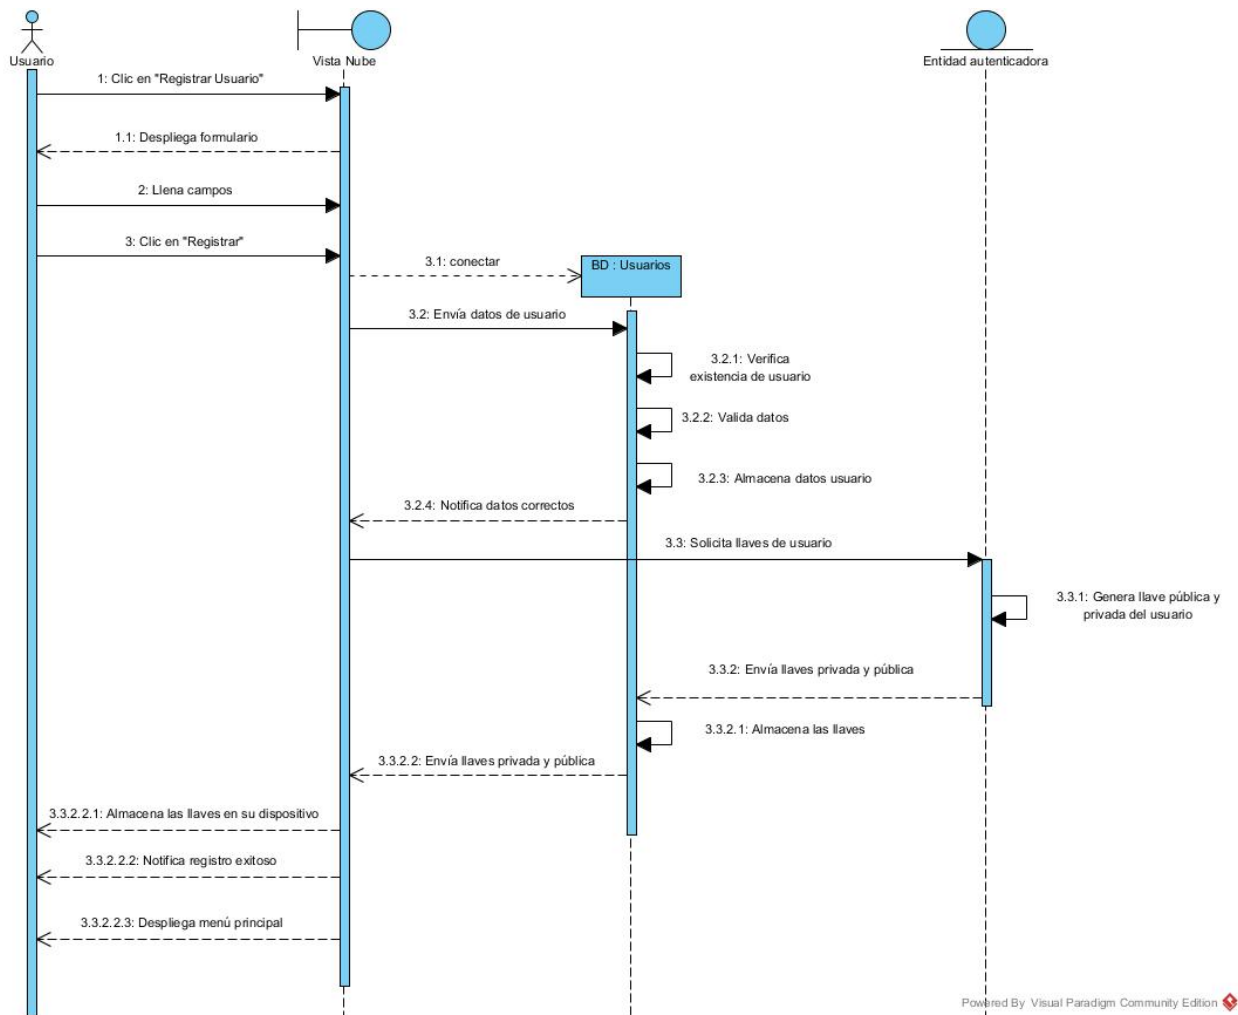 Usuario
Vista Nube
Entidad autenticadora
1: Clic en "Registrar Usuario"
1.1: Despliega formulario
2: Llena campos
3: Clic en "Registrar"
3.1: conectar
BD : Usuarios
3.2: Envía datos de usuario
3.2.1: Verifica
existencia de usuario
3.2.2: Valida datos
3.2.3: Almacena datos usuario
3.2.4: Notifica datos correctos
3.3: Solicita llaves de usuario
3.3.1: Genera llave pública y
privada del usuario
3.3.2: Envía llaves privada y pública
3.3.2.1: Almacena las llaves
3.3.2.2: Envía llaves privada y pública
3.3.2.2.1: Almacena las llaves en su dispositivo
3.3.2.2.2: Notifica registro exitoso
3.3.2.2.3: Despliega menú principal
Powered By Visual Paradigm Community Edition